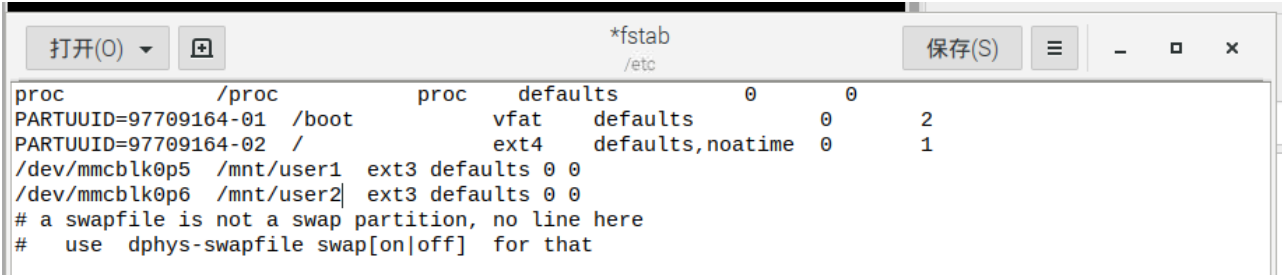 打开(O)
*fstab
/etc
保存(S)
proc            /proc           proc    defaults          0       0
PARTUUID=97709164-01  /boot           vfat    defaults          0       2
PARTUUID=97709164-02  /               ext4    defaults,noatime  0       1
/dev/mmcblk0p5  /mnt/user1  ext3 defaults 0 0
/dev/mmcblk0p6  /mnt/user2  ext3 defaults 0 0
# a swapfile is not a swap partition, no line here
#   use  dphys-swapfile swap[on|off]  for that